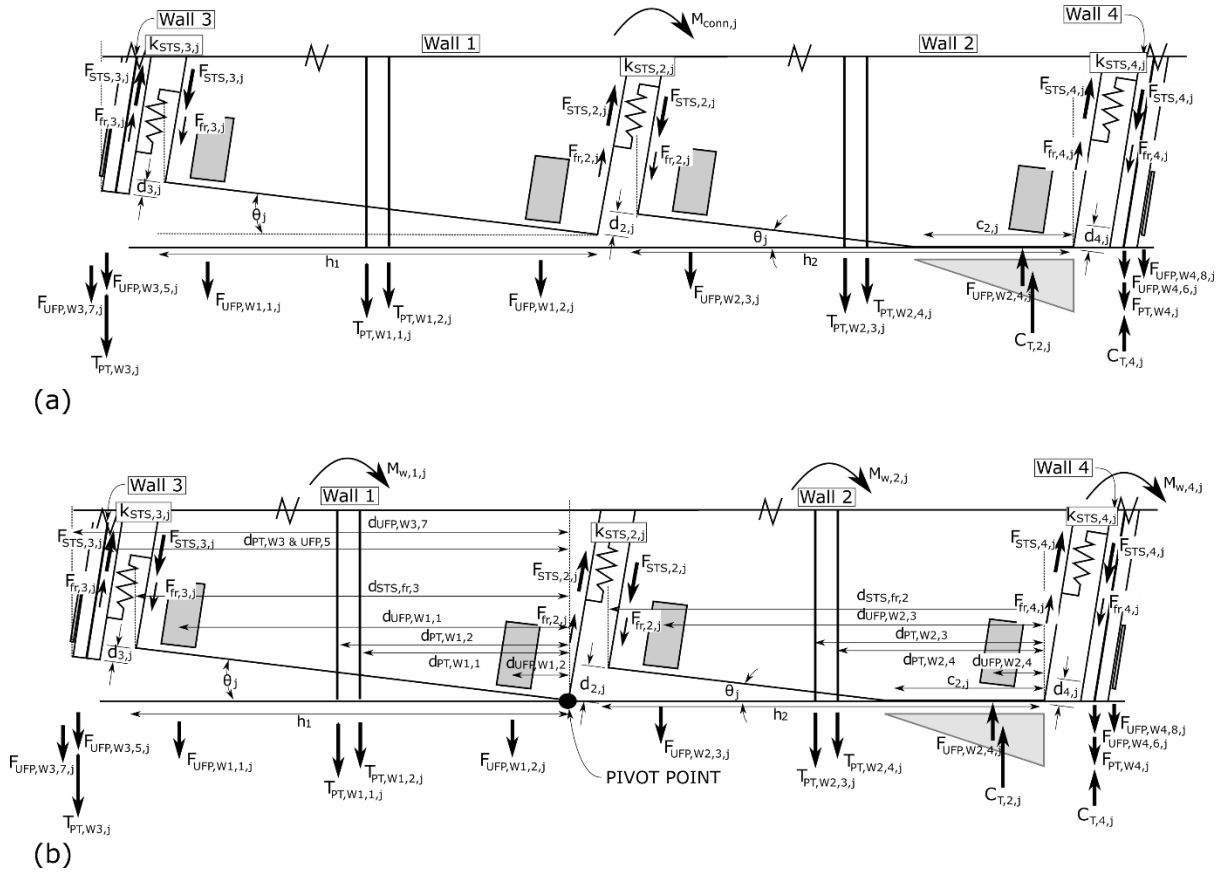 Wall 3
Wall 1
M_conn,j
Wall 2
Wall 4
k_STS,3,j
k_STS,2,j
k_STS,4,j
F_STS,3,j
F_STS,3,j
F_STS,2,j
F_STS,2,j
F_STS,4,j
F_STS,4,j
F_fr,3,j
F_fr,3,j
F_fr,2,j
F_fr,2,j
F_fr,4,j
F_fr,4,j
d_3,j
θ_j
d_2,j
θ_j
c_2,j
d_4,j
h_1
h_2
F_UFP,W3,7,j
F_UFP,W3,5,j
F_UFP,W1,1,j
T_PT,W1,1,j
T_PT,W1,2,j
F_UFP,W1,2,j
F_UFP,W2,3,j
T_PT,W2,3,j
T_PT,W2,4,j
F_UFP,W2,4,j
F_UFP,W4,8,j
F_UFP,W4,6,j
F_PT,W4,j
T_PT,W3,j
C_T,2,j
C_T,4,j
(a)
M_w,1,j
M_w,2,j
M_w,4,j
Wall 3
Wall 1
Wall 2
Wall 4
k_STS,3,j
k_STS,2,j
k_STS,4,j
d_UFP,W3,7
d_PT,W3 & UFP,5
F_STS,3,j
F_STS,3,j
F_STS,2,j
F_STS,2,j
F_STS,4,j
F_STS,4,j
F_fr,3,j
F_fr,3,j
d_STS,fr,3
F_fr,2,j
F_fr,2,j
d_STS,fr,2
F_fr,4,j
F_fr,4,j
d_UFP,W1,1
d_PT,W1,2
d_PT,W1,1
d_UFP,W1,2
d_UFP,W2,3
d_PT,W2,3
d_PT,W2,4
d_UFP,W2,4
d_3,j
θ_j
d_2,j
θ_j
c_2,j
d_4,j
h_1
h_2
F_UFP,W3,7,j
F_UFP,W3,5,j
F_UFP,W1,1,j
T_PT,W1,1,j
T_PT,W1,2,j
F_UFP,W1,2,j
PIVOT POINT
F_UFP,W2,3,j
T_PT,W2,3,j
T_PT,W2,4,j
F_UFP,W2,4,j
F_UFP,W4,8,j
F_UFP,W4,6,j
F_PT,W4,j
T_PT,W3,j
C_T,2,j
C_T,4,j
(b)